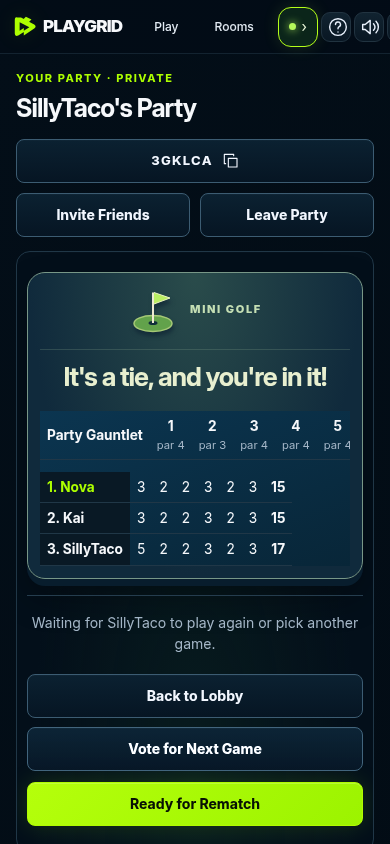 PLAYGRID
Play
Rooms
YOUR PARTY · PRIVATE
SillyTaco's Party
3GKLCA
Invite Friends
Leave Party
MINI GOLF
It's a tie, and you're in it!
Party Gauntlet 1 2 3 4 5
par 4 par 3 par 4 par 4 par 4
1. Nova 3 2 2 3 2 3 15
2. Kai 3 2 2 3 2 3 15
3. SillyTaco 5 2 2 3 2 3 17
Waiting for SillyTaco to play again or pick another
game.
Back to Lobby
Vote for Next Game
Ready for Rematch